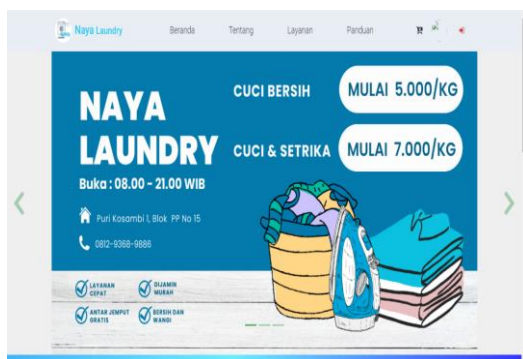 Naya Laundry Beranda Tentang Layanan Panduan
NAYA
LAUNDRY
Buka : 08.00 - 21.00 WIB
Puri Kosambi 1, Blok PP No 15
0812-9368-9886
CUCI BERSIH MULAI 5.000/KG
CUCI & SETRIKA MULAI 7.000/KG
LAYANAN
CEPAT
DIJAMIN
MURAH
ANTAR JEMPUT
GRATIS
BERSIH DAN
WANGI